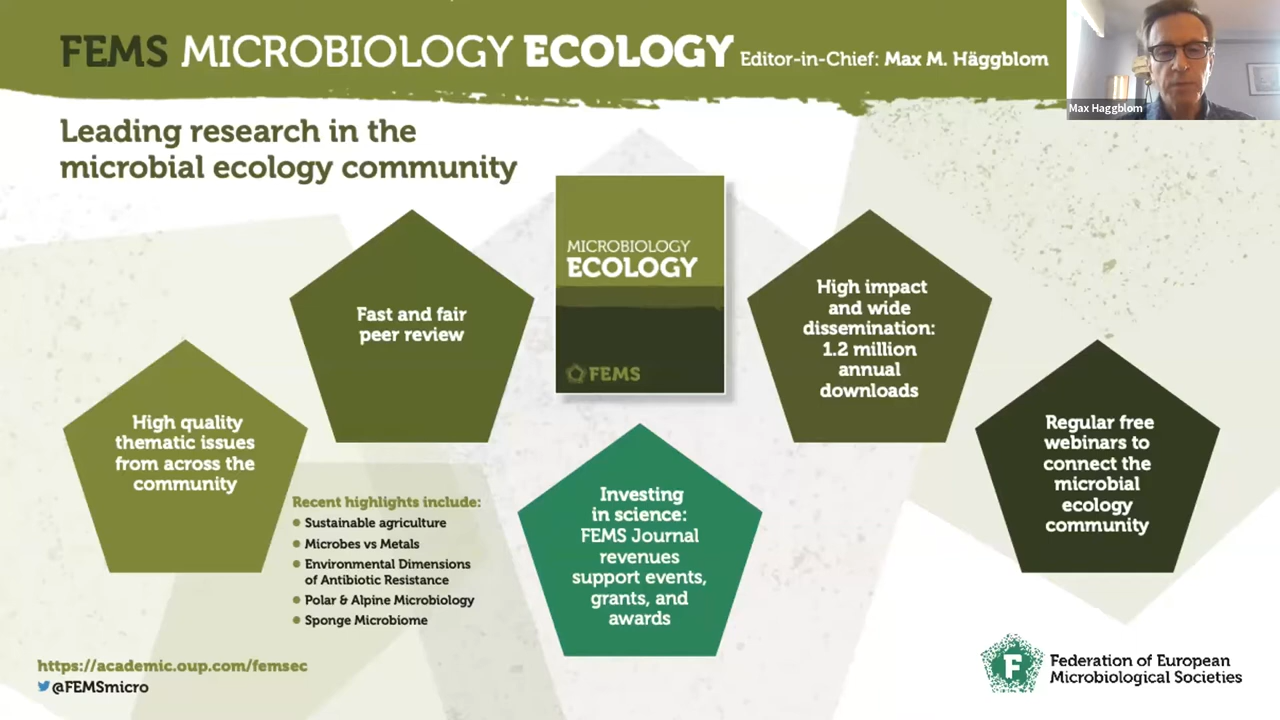 FEMS MICROBIOLOGY ECOLOGY Editor-in-Chief: Max M. Häggblom
Max Haggblom
Leading research in the
microbial ecology community
MICROBIOLOGY
ECOLOGY
FEMS
High quality
thematic issues
from across the
community
Fast and fair
peer review
High impact
and wide
dissemination:
1.2 million
annual
downloads
Regular free
webinars to
connect the
microbial
ecology
community
Recent highlights include:
Sustainable agriculture
Microbes vs Metals
Environmental Dimensions
of Antibiotic Resistance
Polar & Alpine Microbiology
Sponge Microbiome
Investing
in science:
FEMS Journal
revenues
support events,
grants, and
awards
https://academic.oup.com/femsec
@FEMSmicro
F
Federation of European
Microbiological Societies